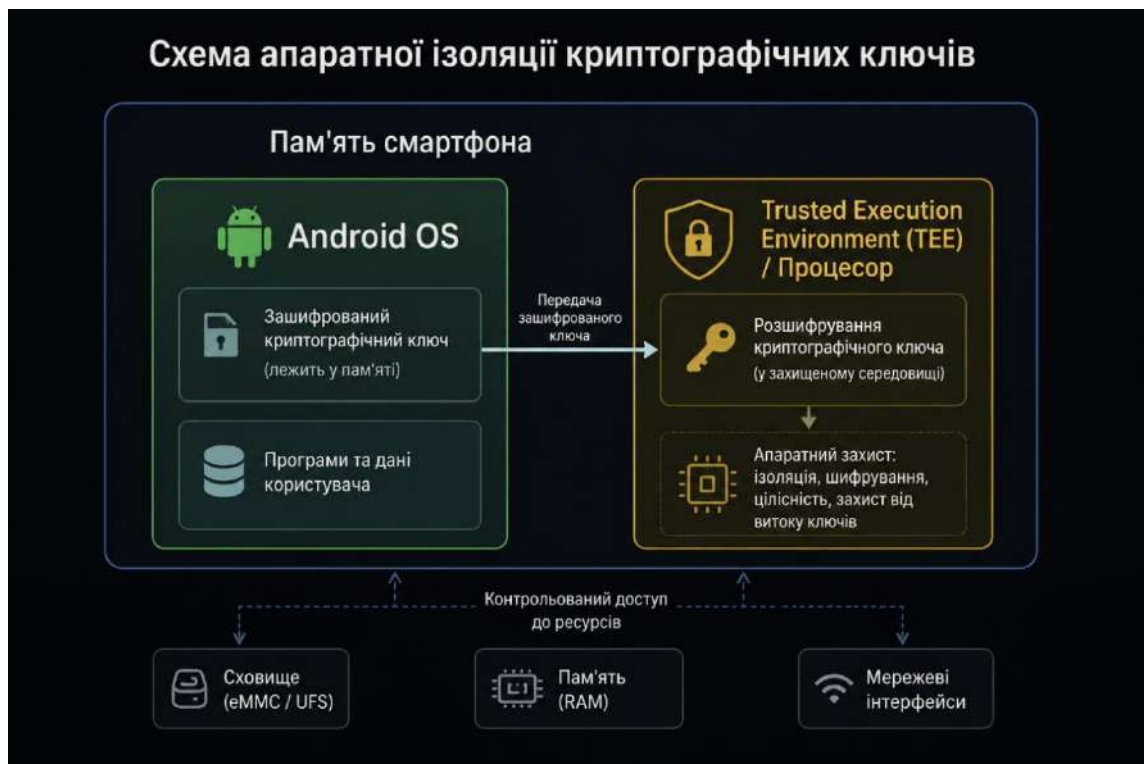 Схема апаратної ізоляції криптографічних ключів
Пам'ять смартфона
Android OS
Зашифрований
криптографічний ключ
(лежить у пам'яті)
Програми та дані
користувача
Передача
зашифрованого
ключа
Trusted Execution
Environment (TEE)
/ Процесор
Розшифрування
криптографічного ключа
(у захищеному середовищі)
Апаратний захист:
ізоляція, шифрування,
цілісність, захист від
витоку ключів
Контрольований доступ
до ресурсів
Сховище
(eMMC / UFS)
Пам'ять
(RAM)
Мережеві
інтерфейси